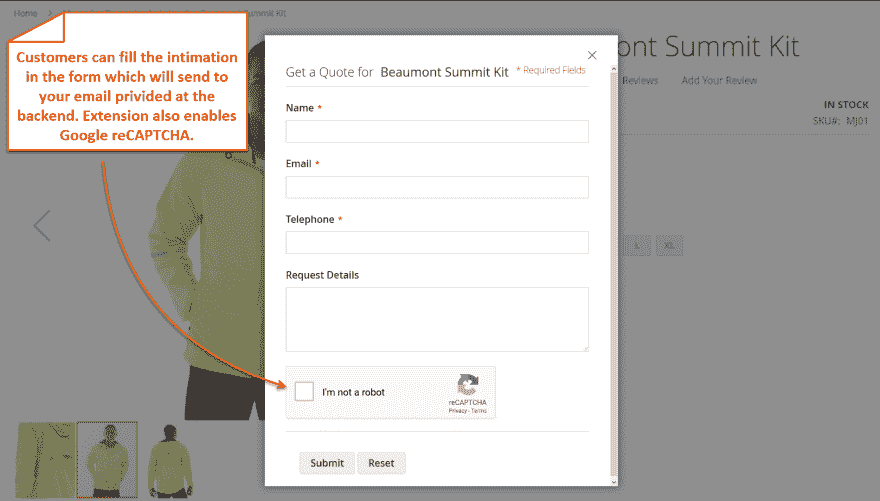 Home
Summit Kit
Customers can fill the intimation
in the form which will send to
your email privided at the
backend. Extension also enables
Google reCAPTCHA.
ont Summit Kit
Reviews Add Your Review
IN STOCK
SKU#: MJ01
L XL
Get a Quote for Beaumont Summit Kit * Required Fields
Name *
Email *
Telephone *
Request Details
I'm not a robot
reCAPTCHA
Privacy - Terms
Submit Reset